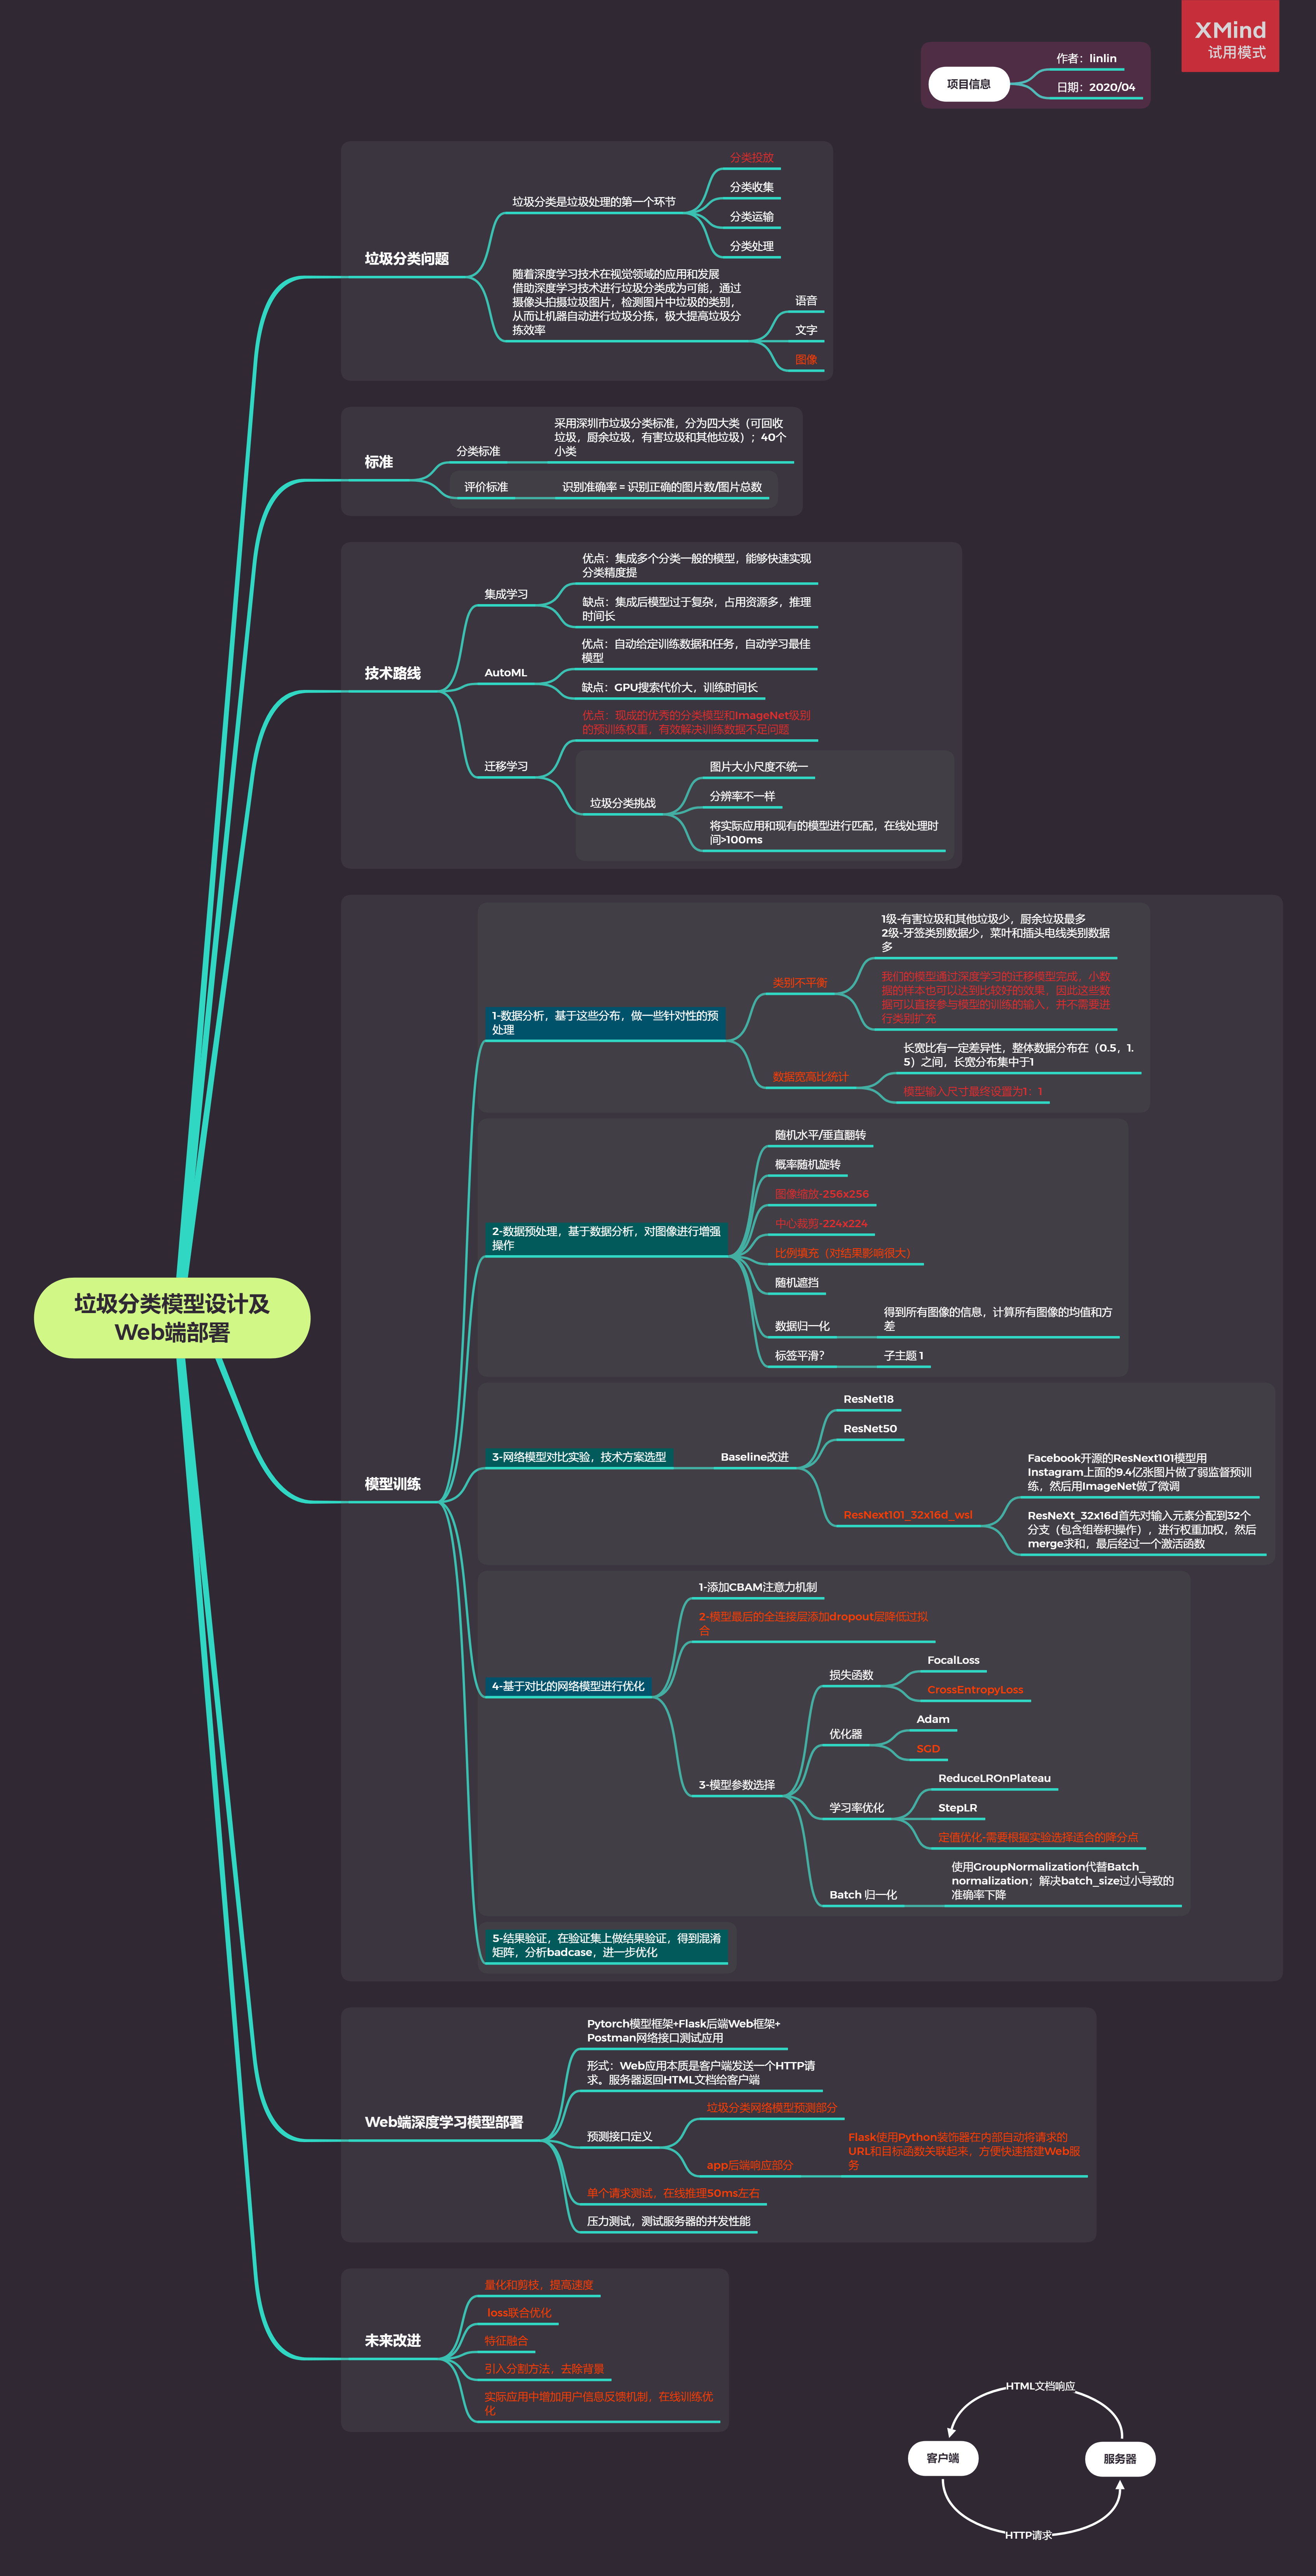 XMind
试用模式
项目信息
作者：linlin
日期：2020/04
垃圾分类模型设计及
Web端部署
垃圾分类问题
垃圾分类是垃圾处理的第一个环节
分类投放
分类收集
分类运输
分类处理
随着深度学习技术在视觉领域的应用和发展
借助深度学习技术进行垃圾分类成为可能，通过
摄像头拍摄垃圾图片，检测图片中垃圾的类别，
从而让机器自动进行垃圾分拣，极大提高垃圾分
拣效率
语音
文字
图像
标准
分类标准
采用深圳市垃圾分类标准，分为四大类（可回收
垃圾，厨余垃圾，有害垃圾和其他垃圾）；40个
小类
评价标准
识别准确率 = 识别正确的图片数/图片总数
技术路线
集成学习
优点：集成多个分类一般的模型，能够快速实现
分类精度提
缺点：集成后模型过于复杂，占用资源多，推理
时间长
AutoML
优点：自动给定训练数据和任务，自动学习最佳
模型
缺点：GPU搜索代价大，训练时间长
迁移学习
优点：现成的优秀的分类模型和ImageNet级别
的预训练权重，有效解决训练数据不足问题
垃圾分类挑战
图片大小尺度不统一
分辨率不一样
将实际应用和现有的模型进行匹配，在线处理时
间>100ms
模型训练
1-数据分析，基于这些分布，做一些针对性的预
处理
类别不平衡
1级-有害垃圾和其他垃圾少，厨余垃圾最多
2级-牙签类别数据少，菜叶和插头电线类别数据
多
我们的模型通过深度学习的迁移模型完成，小数
据的样本也可以达到比较好的效果，因此这些数
据可以直接参与模型的训练的输入，并不需要进
行类别扩充
数据宽高比统计
长宽比有一定差异性，整体数据分布在（0.5，1.
5）之间，长宽分布集中于1
模型输入尺寸最终设置为1：1
2-数据预处理，基于数据分析，对图像进行增强
操作
随机水平/垂直翻转
概率随机旋转
图像缩放-256x256
中心裁剪-224x224
比例填充（对结果影响很大）
随机遮挡
数据归一化
得到所有图像的信息，计算所有图像的均值和方
差
标签平滑？
子主题 1
3-网络模型对比实验，技术方案选型
Baseline改进
ResNet18
ResNet50
ResNext101_32x16d_wsl
Facebook开源的ResNext101模型用
Instagram上面的9.4亿张图片做了弱监督预训
练，然后用ImageNet做了微调
ResNeXt_32x16d首先对输入元素分配到32个
分支（包含组卷积操作），进行权重加权，然后
merge求和，最后经过一个激活函数
4-基于对比的网络模型进行优化
1-添加CBAM注意力机制
2-模型最后的全连接层添加dropout层降低过拟
合
3-模型参数选择
损失函数
FocalLoss
CrossEntropyLoss
优化器
Adam
SGD
学习率优化
ReduceLROnPlateau
StepLR
定值优化-需要根据实验选择适合的降分点
Batch 归一化
使用GroupNormalization代替Batch_
normalization；解决batch_size过小导致的
准确率下降
5-结果验证，在验证集上做结果验证，得到混淆
矩阵，分析badcase，进一步优化
Web端深度学习模型部署
Pytorch模型框架+Flask后端Web框架+
Postman网络接口测试应用
形式：Web应用本质是客户端发送一个HTTP请
求。服务器返回HTML文档给客户端
预测接口定义
垃圾分类网络模型预测部分
app后端响应部分
Flask使用Python装饰器在内部自动将请求的
URL和目标函数关联起来，方便快速搭建Web服
务
单个请求测试，在线推理50ms左右
压力测试，测试服务器的并发性能
未来改进
量化和剪枝，提高速度
loss联合优化
特征融合
引入分割方法，去除背景
实际应用中增加用户信息反馈机制，在线训练优
化
HTML文档响应
客户端
服务器
HTTP请求